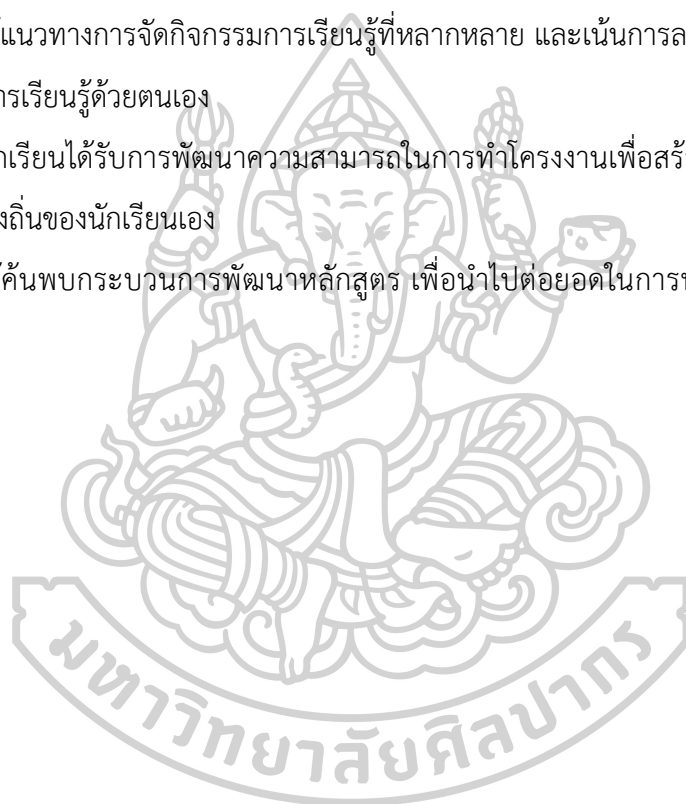 แนวทางการจัดกิจกรรมการเรียนรู้ที่หลากหลาย และเน้นการล
ารเรียนรู้ด้วยตนเอง
กเรียนได้รับการพัฒนาความสามารถในการทำโครงงานเพื่อสร้
งถิ่นของนักเรียนเอง
ค้นพบกระบวนการพัฒนาหลักสูตร เพื่อนำไปต่อยอดในการ
มหาวิทยาลัยศิลปากร